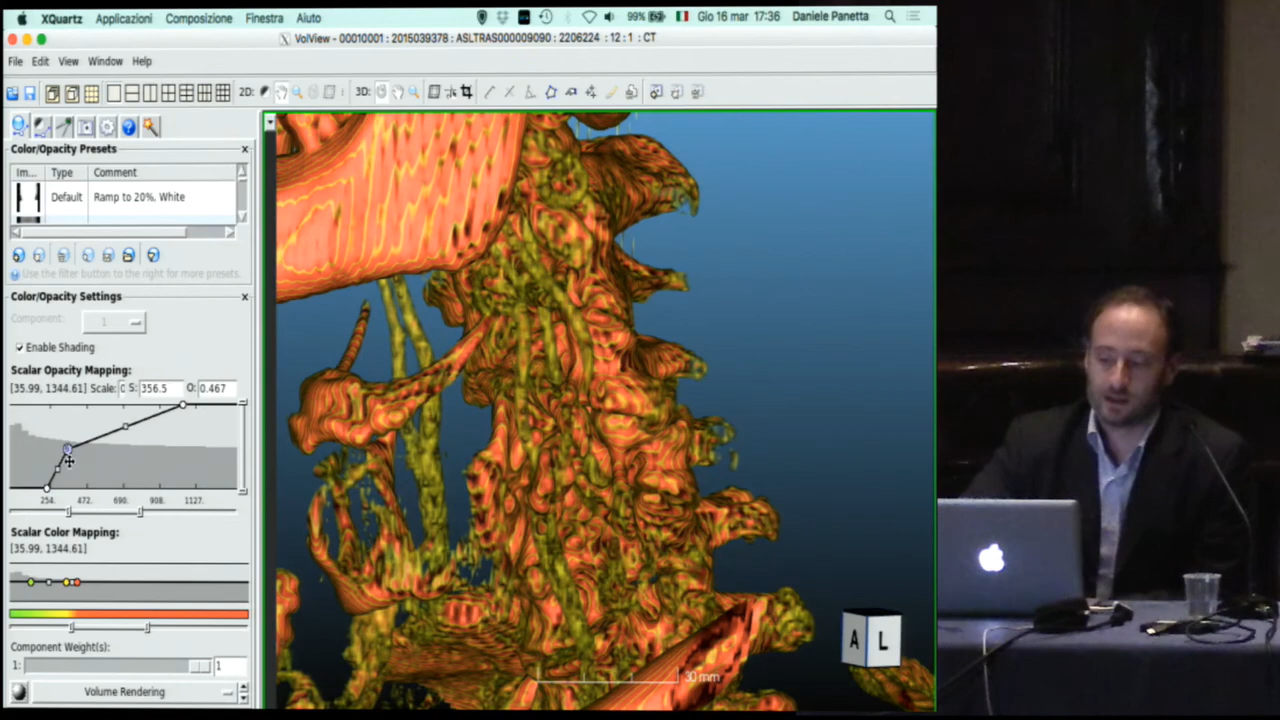 XQuartz Applicazioni Composizione Finestra Aiuto 99% Gio 16 mar 17:36 Daniele Panetta
VolView - 00010001 : 2015039378 : ASLTRAS000009090 : 2206224 : 12 : 1 : CT
File Edit View Window Help
2D: 3D:
Color/Opacity Presets x
Im... Type Comment
Default Ramp to 20%, White
Use the filter button to the right for more presets.
Color/Opacity Settings x
Component: 1
Enable Shading
Scalar Opacity Mapping:
[35.99, 1344.61] Scale: S: 356.5 O: 0.467
254. 472. 690. 908. 1127.
Scalar Color Mapping:
[35.99, 1344.61]
Component Weight(s):
1: 1
Volume Rendering
A L
30 mm